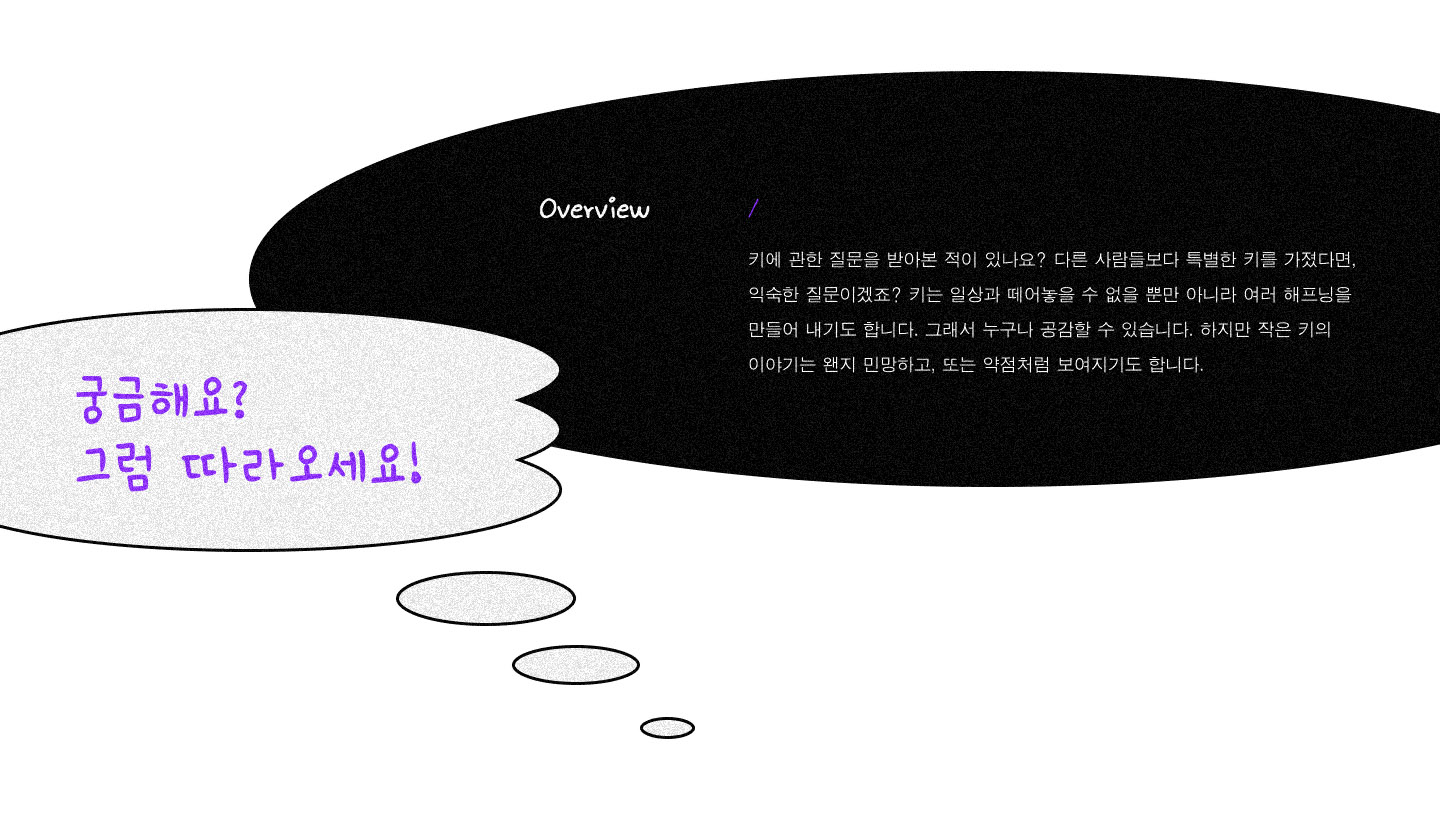 Overview
/
키에 관한 질문을 받아본 적이 있나요? 다른 사람들보다 특별한 키를 가졌다면,
익숙한 질문이겠죠? 키는 일상과 떼어놓을 수 없을 뿐만 아니라 여러 해프닝을
만들어 내기도 합니다. 그래서 누구나 공감할 수 있습니다. 하지만 작은 키의
이야기는 왠지 민망하고, 또는 약점처럼 보여지기도 합니다.
궁금해요?
그럼 따라오세요!